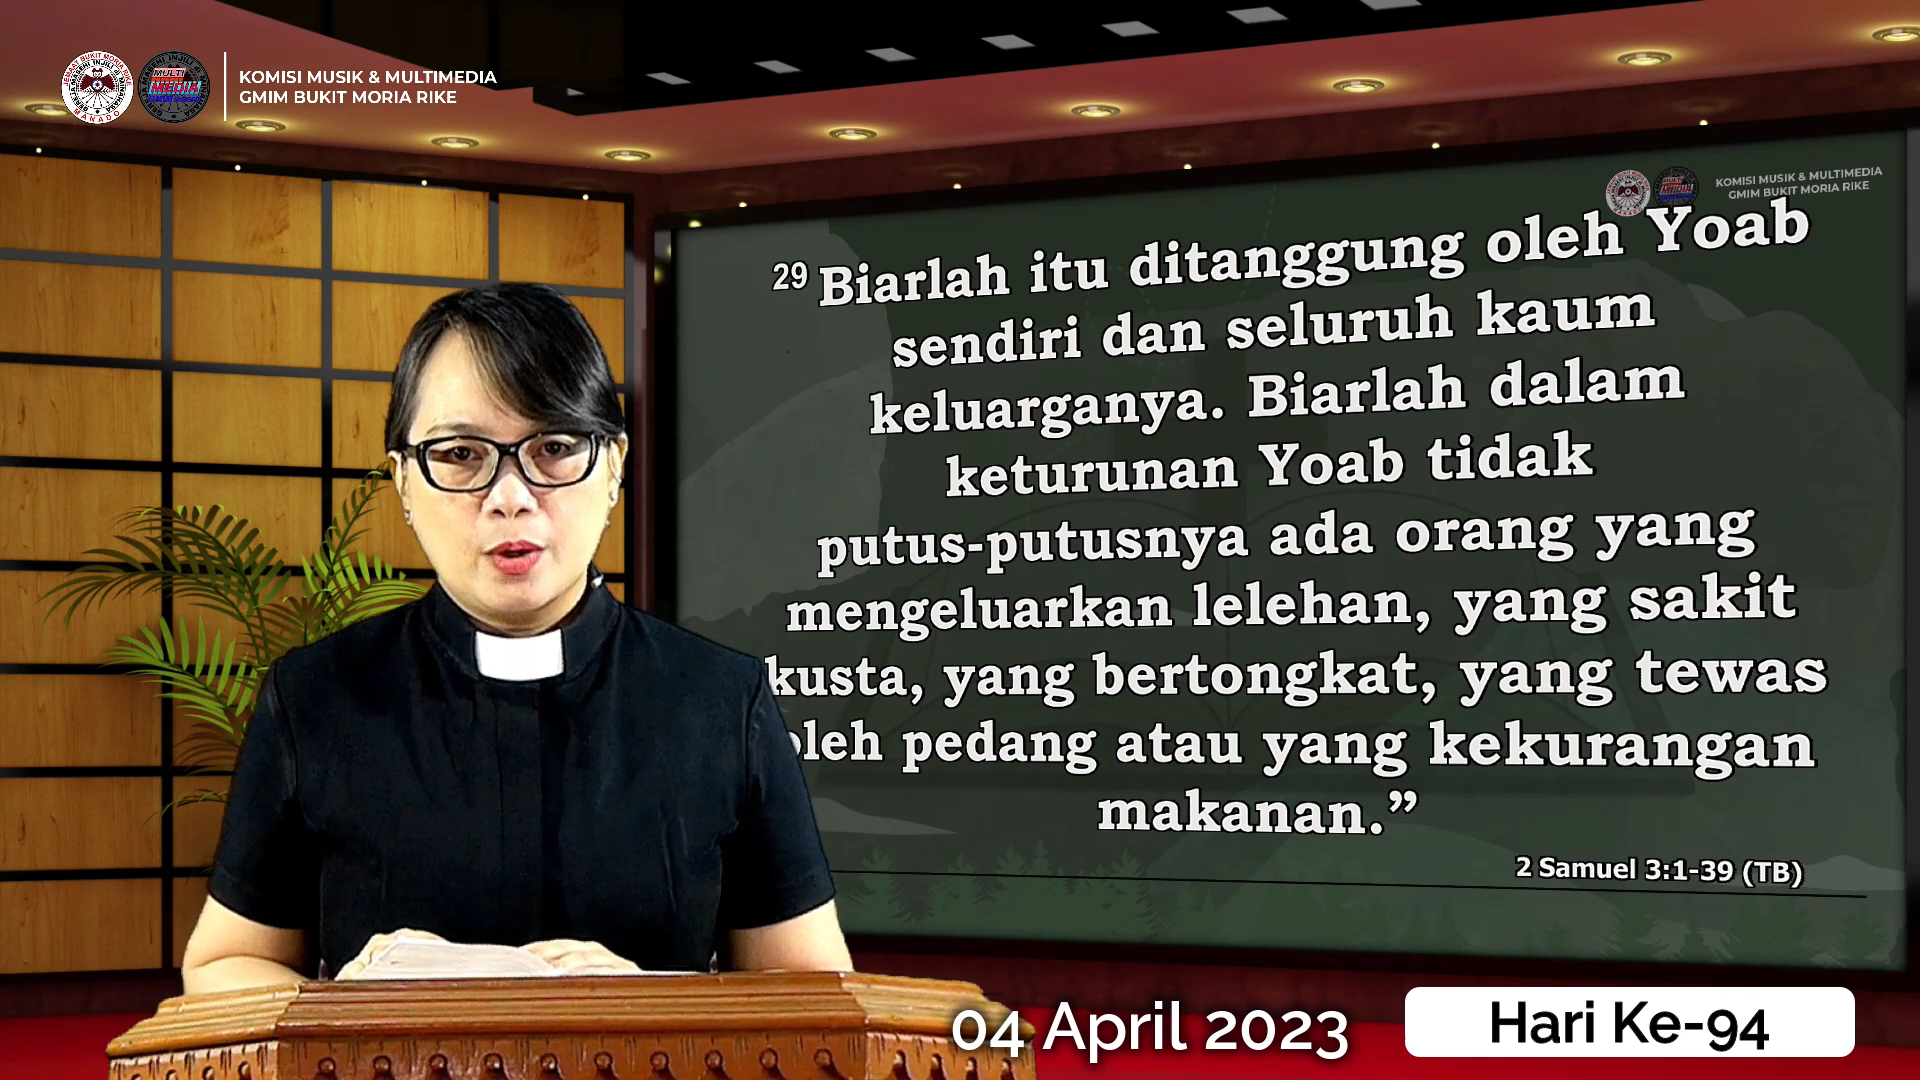 KOMISI MUSIK & MULTIMEDIA
GMIM BUKIT MORIA RIKE
MULTI
MEDIA
MANADO
KOMISI MUSIK & MULTIMEDIA
GMIM BUKIT MORIA RIKE
29 Biarlah itu ditanggung oleh Yoab
sendiri dan seluruh kaum
keluarganya. Biarlah dalam
keturunan Yoab tidak
putus-putusnya ada orang yang
mengeluarkan lelehan, yang sakit
kusta, yang bertongkat, yang tewas
oleh pedang atau yang kekurangan
makanan.”
2 Samuel 3:1-39 (TB)
04 April 2023
Hari Ke-94